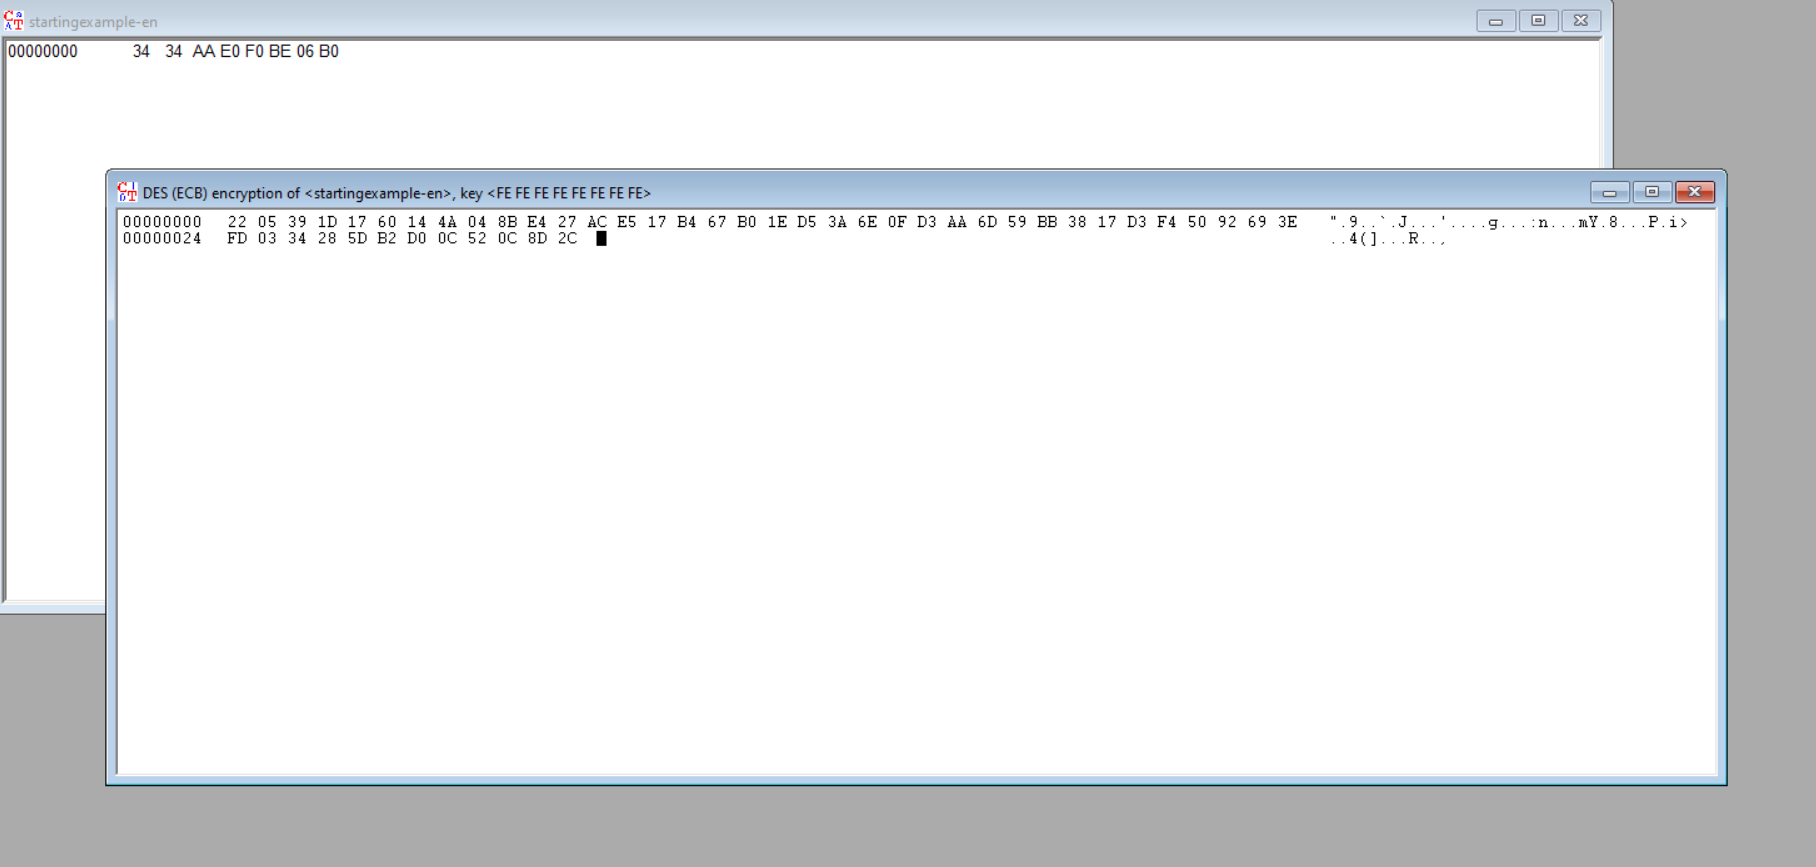 startingexample-en
00000000 34 34 AA E0 F0 BE 06 B0
DES (ECB) encryption of <startingexample-en>, key <FE FE FE FE FE FE FE FE>
00000000 22 05 39 1D 17 60 14 4A 04 8B E4 27 AC E5 17 B4 67 B0 1E D5 3A 6E 0F D3 AA 6D 59 BB 38 17 D3 F4 50 92 69 3E ".9..`.J...'....g...:n...mY.8...P.i>
00000024 FD 03 34 28 5D B2 D0 0C 52 0C 8D 2C ..4(]...R..,